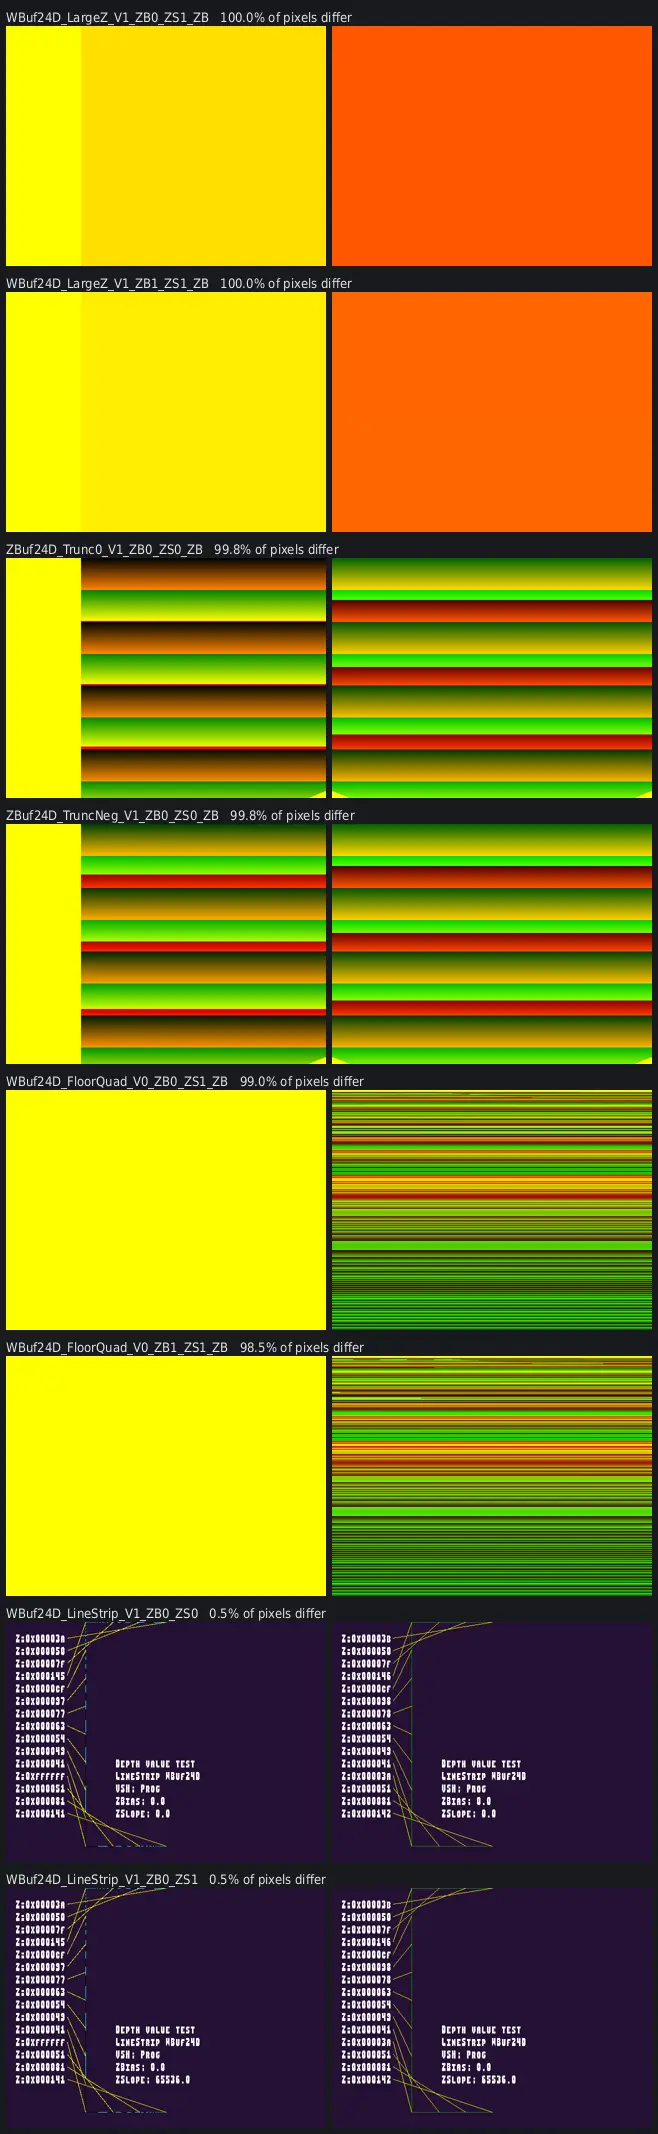 WBuf24D_LargeZ_V1_ZB0_ZS1_ZB 100.0% of pixels differ
WBuf24D_LargeZ_V1_ZB1_ZS1_ZB 100.0% of pixels differ
ZBuf24D_Trunc0_V1_ZB0_ZS0_ZB 99.8% of pixels differ
ZBuf24D_TruncNeg_V1_ZB0_ZS0_ZB 99.8% of pixels differ
WBuf24D_FloorQuad_V0_ZB0_ZS1_ZB 99.0% of pixels differ
WBuf24D_FloorQuad_V0_ZB1_ZS1_ZB 98.5% of pixels differ
WBuf24D_LineStrip_V1_ZB0_ZS0 0.5% of pixels differ
Z:0x00003A
Z:0x000050
Z:0x00007F
Z:0x000145
Z:0x0000CF
Z:0x000097
Z:0x000077
Z:0x000063
Z:0x000054
Z:0x000049
Z:0x000041
Z:0xFFFFFF
Z:0x000051
Z:0x000081
Z:0x000141
DEPTH VALUE TEST
LINESTRIP WBUF24D
VSH: PROG
ZBIAS: 0.0
ZSLOPE: 0.0
Z:0x00003B
Z:0x000050
Z:0x00007F
Z:0x000146
Z:0x0000CF
Z:0x000098
Z:0x000078
Z:0x000063
Z:0x000054
Z:0x000049
Z:0x000041
Z:0x00003A
Z:0x000051
Z:0x000081
Z:0x000142
DEPTH VALUE TEST
LINESTRIP WBUF24D
VSH: PROG
ZBIAS: 0.0
ZSLOPE: 0.0
WBuf24D_LineStrip_V1_ZB0_ZS1 0.5% of pixels differ
Z:0x00003A
Z:0x000050
Z:0x00007F
Z:0x000145
Z:0x0000CF
Z:0x000097
Z:0x000077
Z:0x000063
Z:0x000054
Z:0x000049
Z:0x000041
Z:0xFFFFFF
Z:0x000051
Z:0x000081
Z:0x000141
DEPTH VALUE TEST
LINESTRIP WBUF24D
VSH: PROG
ZBIAS: 0.0
ZSLOPE: 65536.0
Z:0x00003B
Z:0x000050
Z:0x00007F
Z:0x000146
Z:0x0000CF
Z:0x000098
Z:0x000078
Z:0x000063
Z:0x000054
Z:0x000049
Z:0x000041
Z:0x00003A
Z:0x000051
Z:0x000081
Z:0x000142
DEPTH VALUE TEST
LINESTRIP WBUF24D
VSH: PROG
ZBIAS: 0.0
ZSLOPE: 65536.0